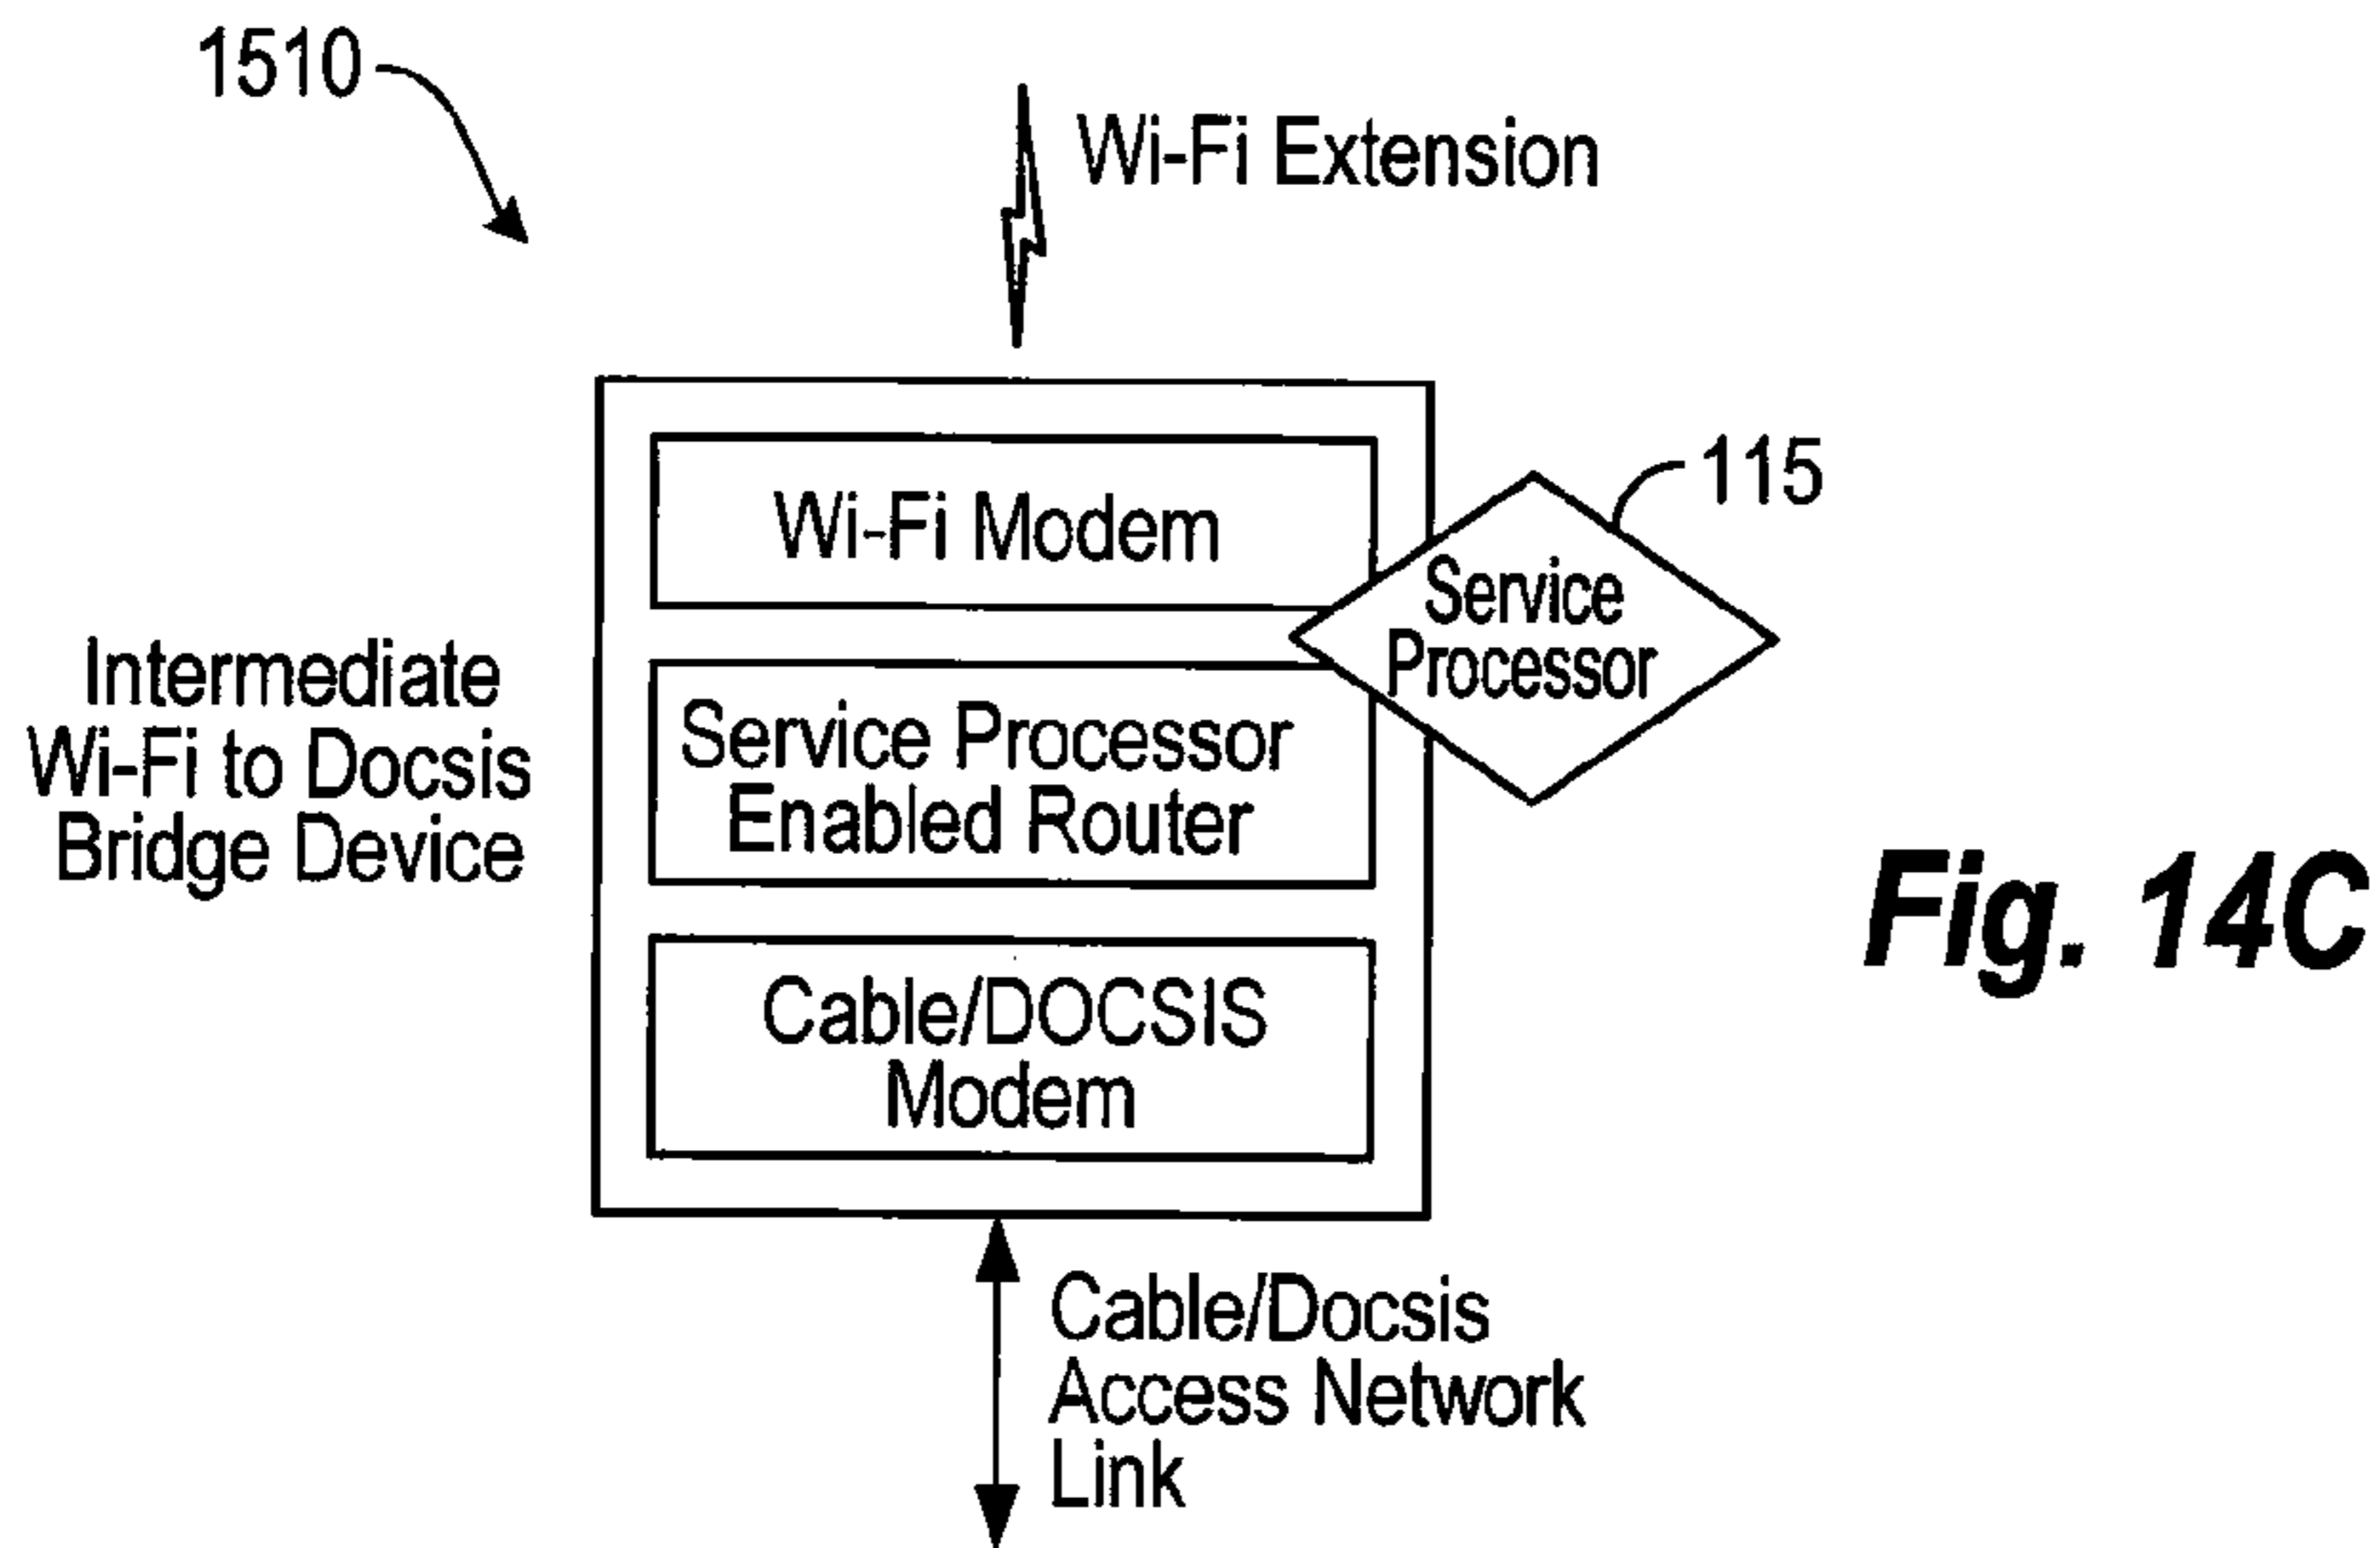 1510
Wi-Fi Extension
Wi-Fi Modem
115
Service
Processor
Intermediate
Wi-Fi to Docsis
Bridge Device
Service Processor
Enabled Router
Fig. 14C
Cable/DOCSIS
Modem
Cable/Docsis
Access Network
Link